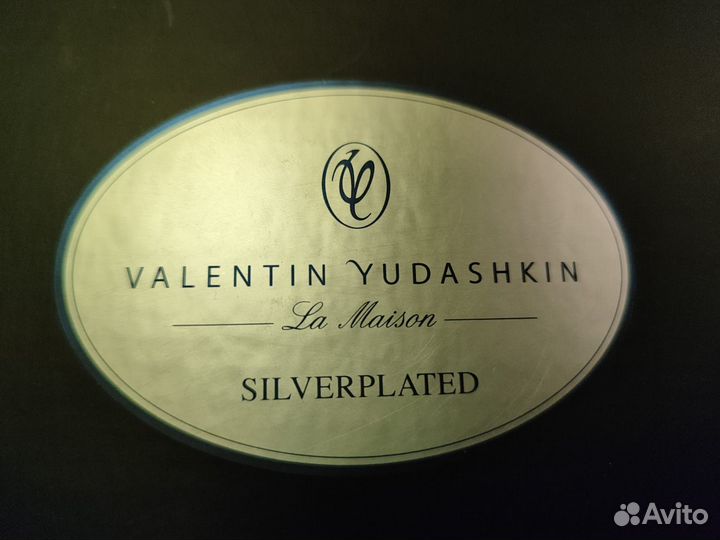 VALENTIN YUDASHKIN
La Maison
SILVERPLATED
Avito